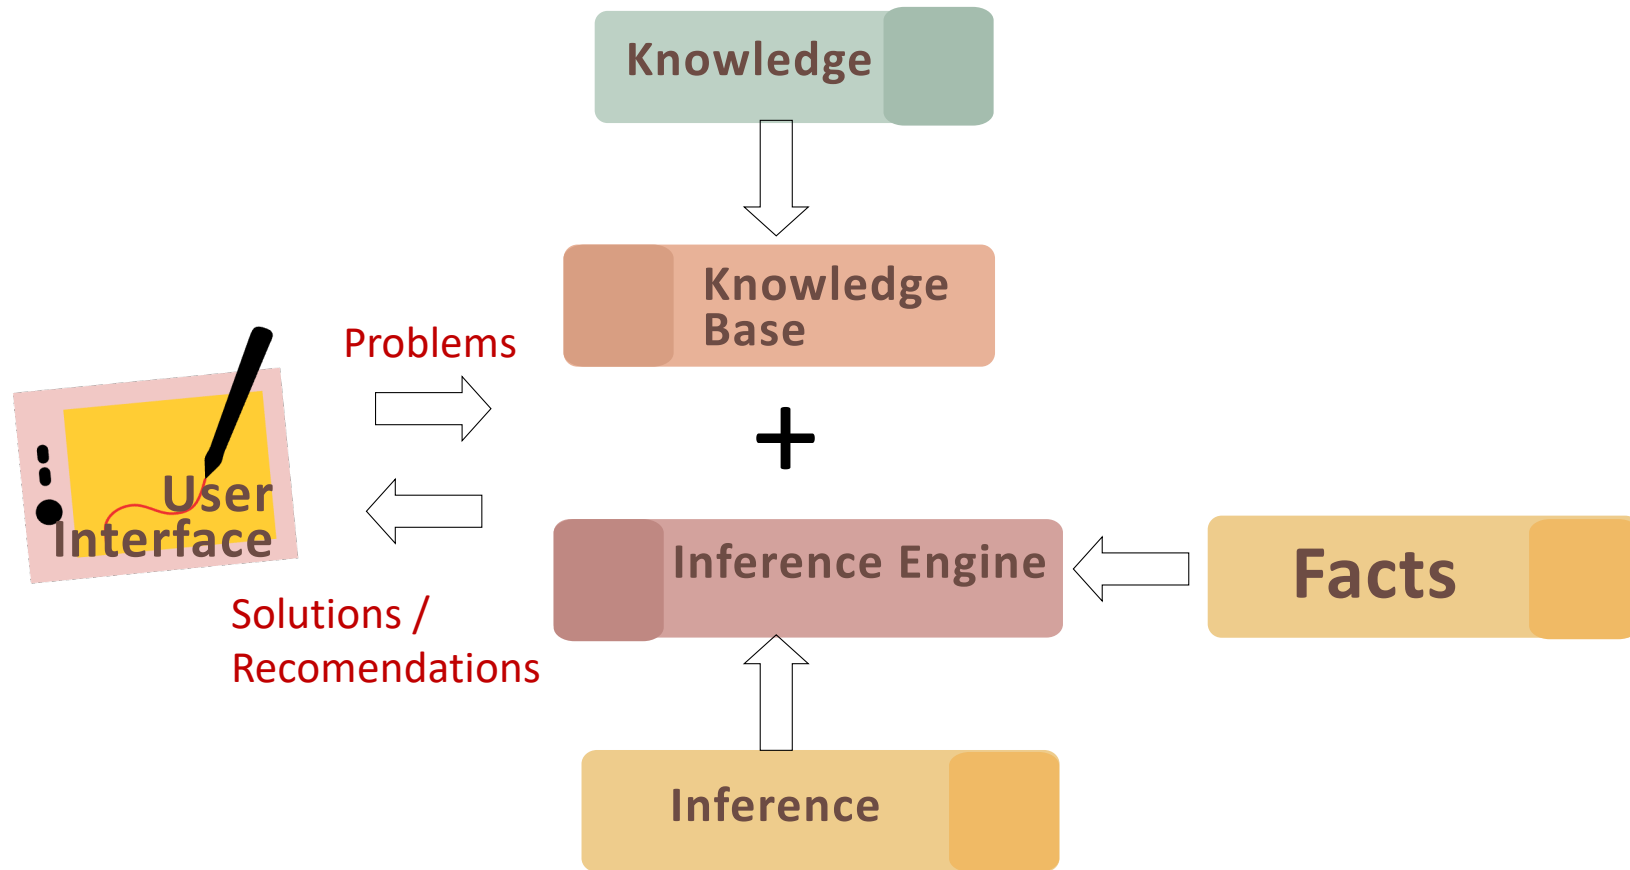 Knowledge
Knowledge
Base
Problems
User
Interface
Inference Engine
Facts
Solutions /
Recomendations
Inference